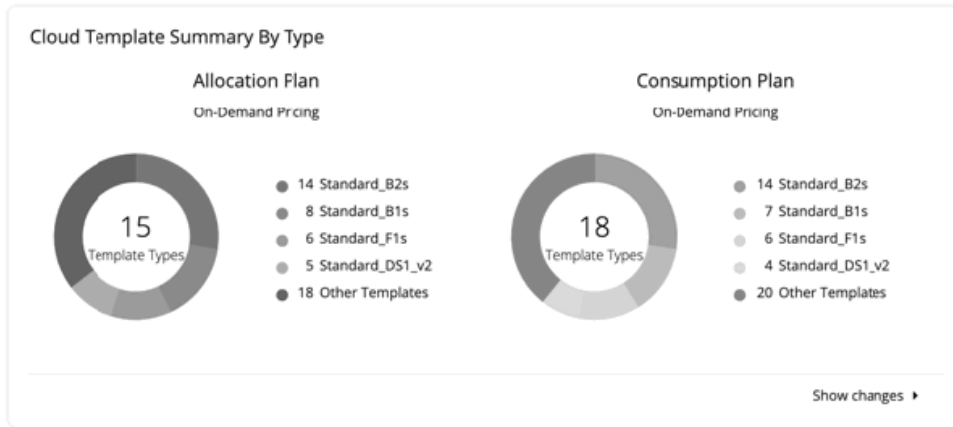 Cloud Template Summary By Type
Allocation Plan
On-Demand Pricing
15
Template Types
14 Standard_B2s
8 Standard_B1s
6 Standard_F1s
5 Standard_DS1_v2
18 Other Templates
Consumption Plan
On-Demand Pricing
18
Template Types
14 Standard_B2s
7 Standard_B1s
6 Standard_F1s
4 Standard_DS1_v2
20 Other Templates
Show changes